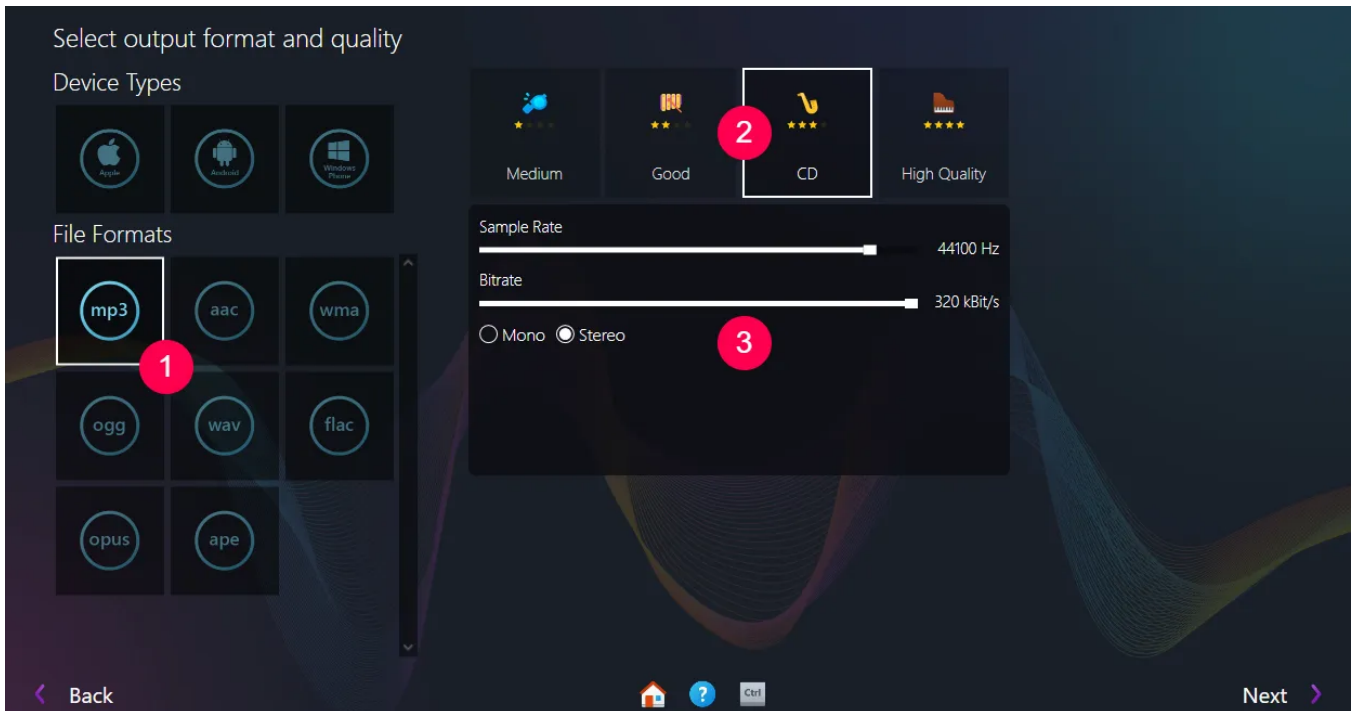 Select output format and quality
Device Types
Apple
Android
Windows
Phone
File Formats
mp3
aac
wma
1
ogg
wav
flac
opus
ape
2
Medium
Good
CD
High Quality
Sample Rate
44100 Hz
Bitrate
320 kBit/s
Mono
Stereo
3
Back
?
Ctrl
Next